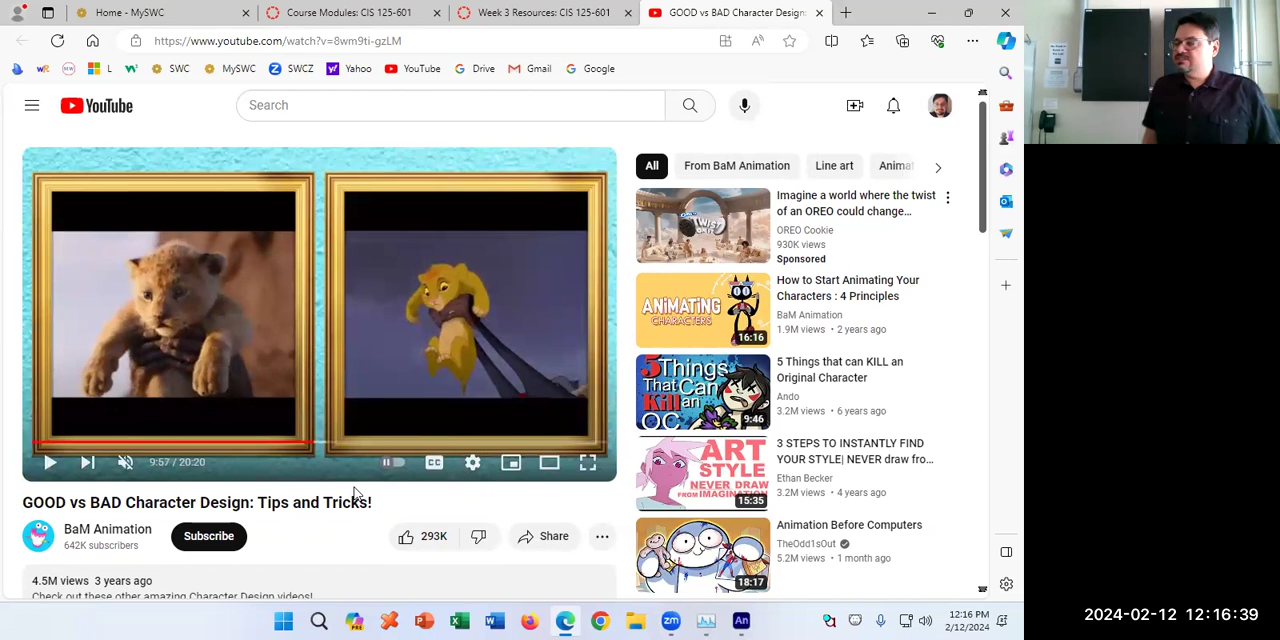 Home - MySWC
Course Modules: CIS 125-601
Week 3 Resources: CIS 125-601
GOOD vs BAD Character Design:
https://www.youtube.com/watch?v=8wm9ti-gzLM
L
SWC
MySWC
SWCZ
YouTube
Drive
Gmail
Google
YouTube
Search
All
From BaM Animation
Line art
Imagine a world where the twist
of an OREO could change...
OREO Cookie
930K views
Sponsored
TWIST
How to Start Animating Your
Characters : 4 Principles
BaM Animation
1.9M views • 2 years ago
ANiMATiNG
CHARACTERS
16:16
5 Things that can KILL an
Original Character
Ando
3.2M views • 6 years ago
5 Things
That Can
Kill an
OC
9:46
3 STEPS TO INSTANTLY FIND
YOUR STYLE| NEVER draw fro...
Ethan Becker
3.2M views • 4 years ago
ART
STYLE
NEVER DRAW
FROM IMAGINATION
15:35
Animation Before Computers
TheOdd1sOut
5.2M views • 1 month ago
18:17
9:57 / 20:20
CC
GOOD vs BAD Character Design: Tips and Tricks!
BaM Animation
642K subscribers
Subscribe
293K
Share
4.5M views 3 years ago
Check out these other amazing Character Design videos!
12:16 PM
2/12/2024
2024-02-12 12:16:39